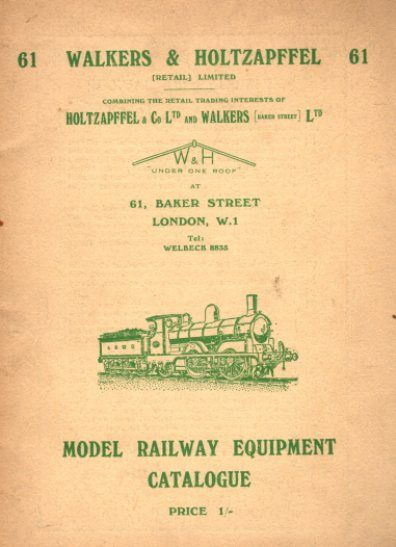 61 WALKERS & HOLTZAPFFEL 61
[RETAIL] LIMITED
COMBINING THE RETAIL TRADING INTERESTS OF
HOLTZAPFFEL & Co LTD AND WALKERS [BAKER STREET] LTD
W & H
"UNDER ONE ROOF"
AT
61, BAKER STREET
LONDON, W.1
Tel:
WELBECK 8835
MODEL RAILWAY EQUIPMENT
CATALOGUE
PRICE 1/-